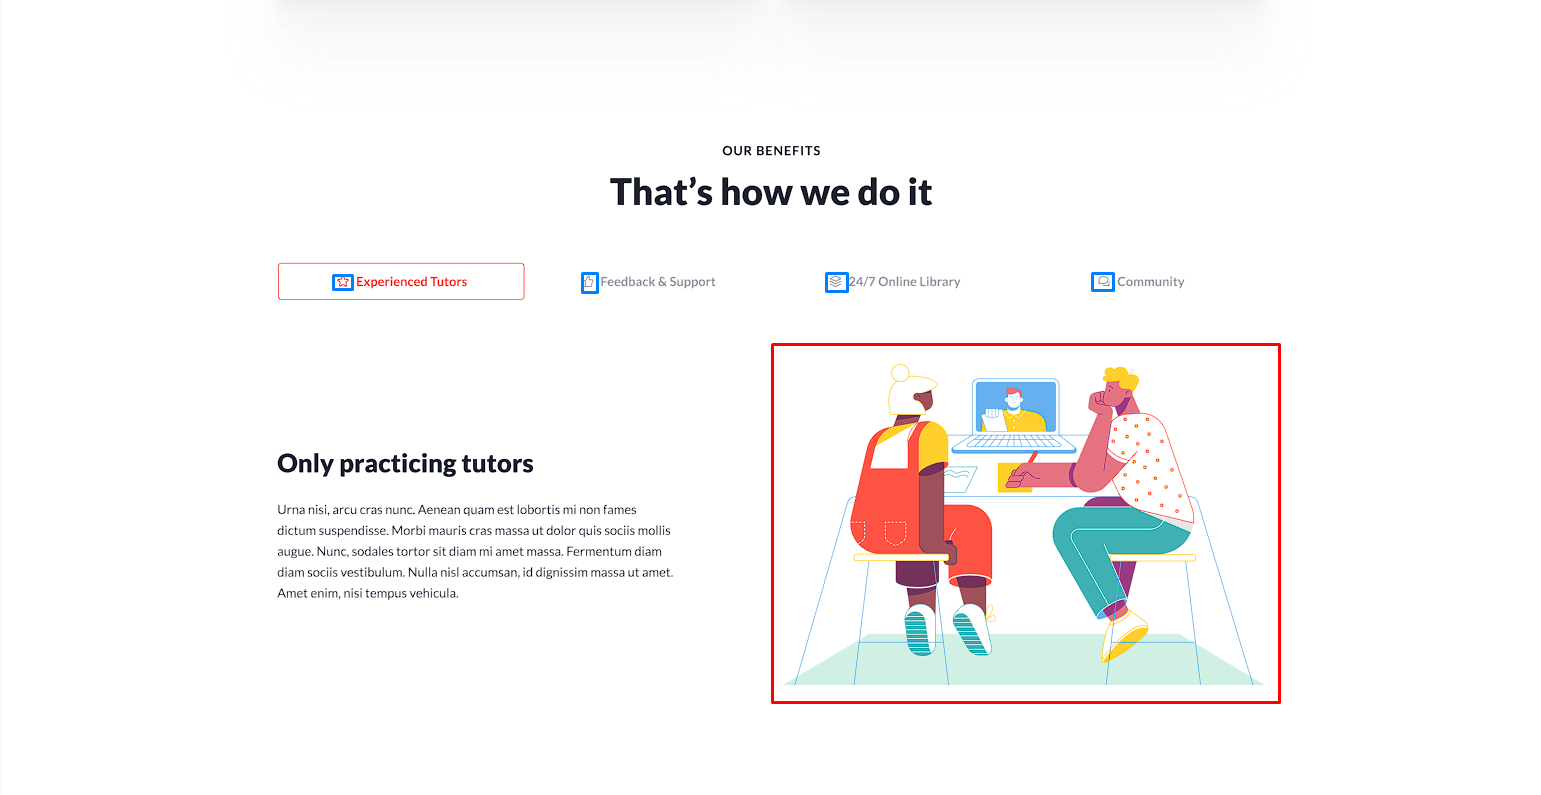 OUR BENEFITS
That's how we do it
Experienced Tutors
Feedback & Support
24/7 Online Library
Community
Only practicing tutors
Urna nisi, arcu cras nunc. Aenean quam est lobortis mi non fames
dictum suspendisse. Morbi mauris cras massa ut dolor quis sociis mollis
augue. Nunc, sodales tortor sit diam mi amet massa. Fermentum diam
diam sociis vestibulum. Nulla nisl accumsan, id dignissim massa ut amet.
Amet enim, nisi tempus vehicula.